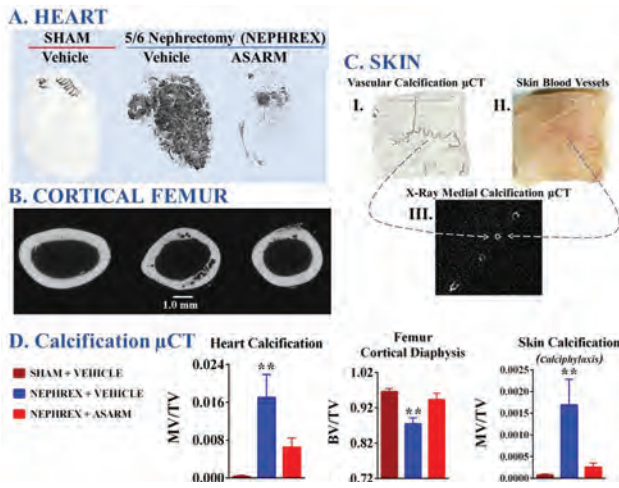 A. HEART
SHAM
5/6 Nephrectomy (NEPHREX)
Vehicle
Vehicle
ASARM
B. CORTICAL FEMUR
1.0 mm
C. SKIN
Vascular Calcification µCT
Skin Blood Vessels
I.
II.
X-Ray Medial Calcification µCT
III.
D. Calcification µCT
SHAM + VEHICLE
NEPHREX + VEHICLE
NEPHREX + ASARM
Heart Calcification
MV/TV
0.024
0.016
0.008
0.000
**
Femur
Cortical Diaphysis
BV/TV
1.02
0.92
0.82
0.72
**
Skin Calcification
(Calciphylaxis)
MV/TV
0.0025
0.0020
0.0015
0.0010
0.0005
0.0000
**